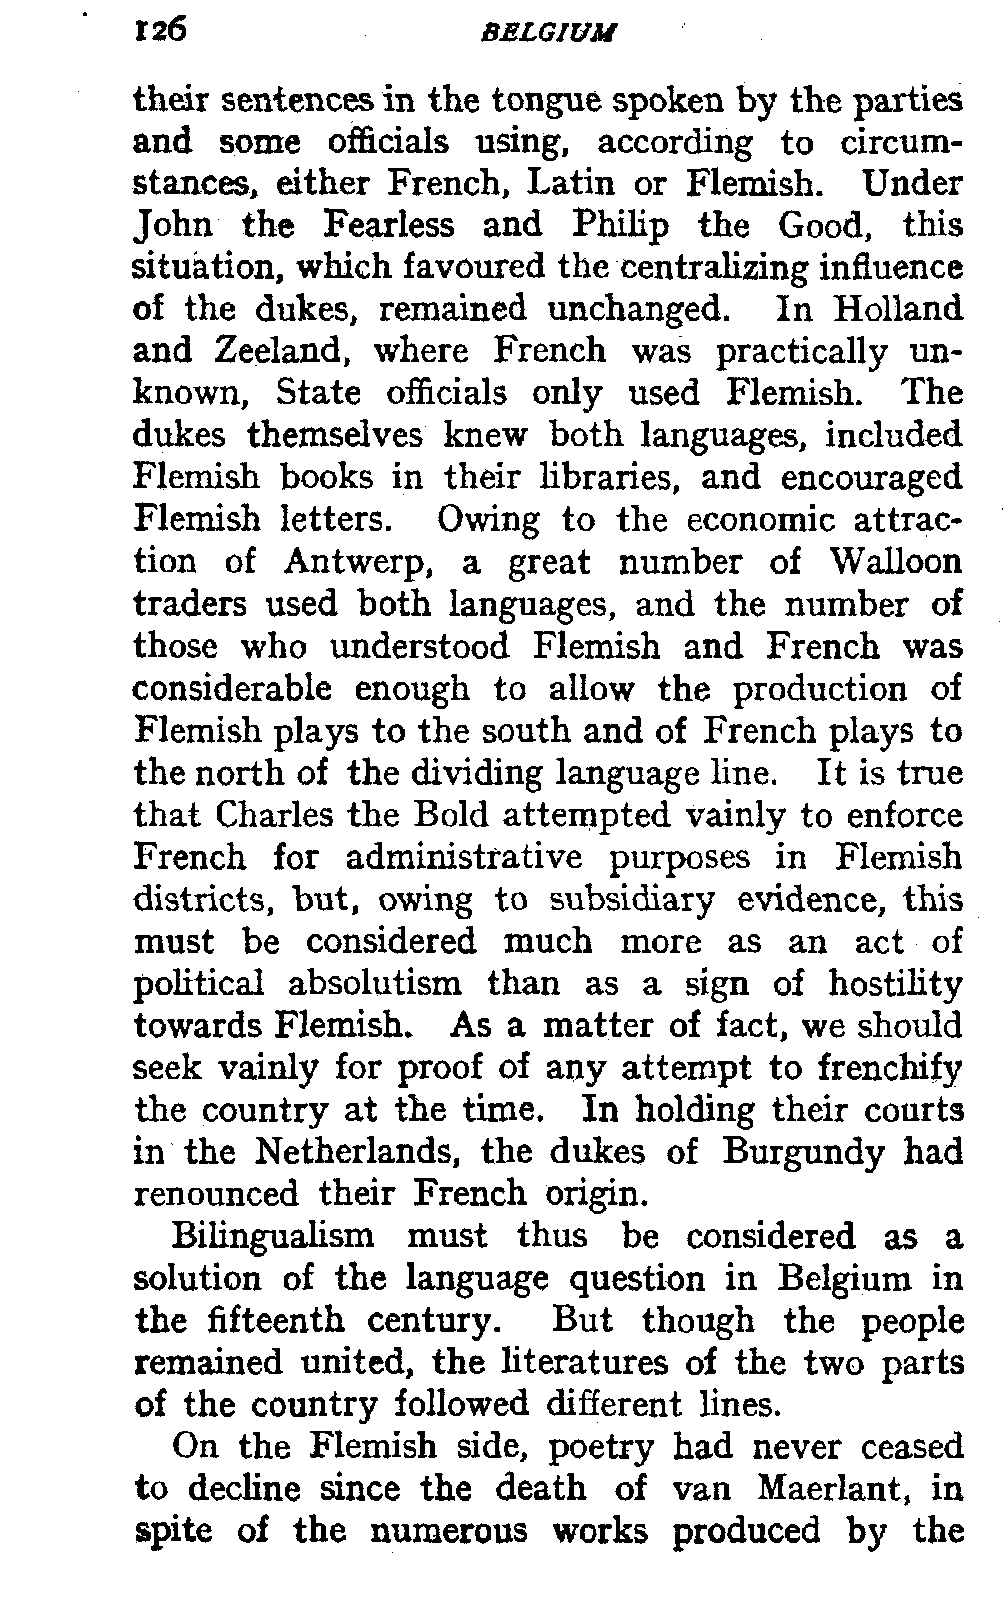 126 BELGIUM
their sentences in the tongue spoken by the parties
and some officials using, according to circum-
stances, either French, Latin or Flemish. Under
John the Fearless and Philip the Good, this
situation, which favoured the centralizing influence
of the dukes, remained unchanged. In Holland
and Zeeland, where French was practically un-
known, State officials only used Flemish. The
dukes themselves knew both languages, included
Flemish books in their libraries, and encouraged
Flemish letters. Owing to the economic attrac-
tion of Antwerp, a great number of Walloon
traders used both languages, and the number of
those who understood Flemish and French was
considerable enough to allow the production of
Flemish plays to the south and of French plays to
the north of the dividing language line. It is true
that Charles the Bold attempted vainly to enforce
French for administrative purposes in Flemish
districts, but, owing to subsidiary evidence, this
must be considered much more as an act of
political absolutism than as a sign of hostility
towards Flemish. As a matter of fact, we should
seek vainly for proof of any attempt to frenchify
the country at the time. In holding their courts
in the Netherlands, the dukes of Burgundy had
renounced their French origin.
Bilingualism must thus be considered as a
solution of the language question in Belgium in
the fifteenth century. But though the people
remained united, the literatures of the two parts
of the country followed different lines.
On the Flemish side, poetry had never ceased
to decline since the death of van Maerlant, in
spite of the numerous works produced by the